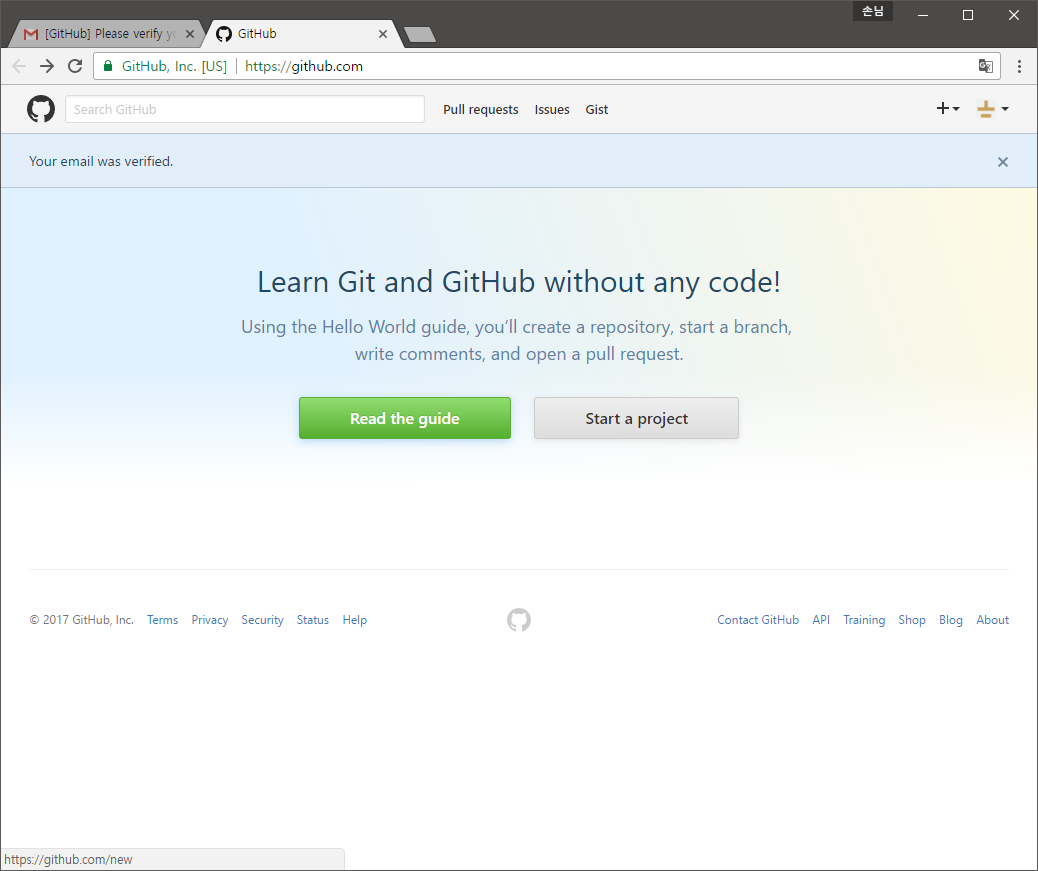 손님
[GitHub] Please verify
GitHub
GitHub, Inc. [US] https://github.com
Search GitHub Pull requests Issues Gist
Your email was verified.
Learn Git and GitHub without any code!
Using the Hello World guide, you’ll create a repository, start a branch,
write comments, and open a pull request.
Read the guide Start a project
© 2017 GitHub, Inc. Terms Privacy Security Status Help Contact GitHub API Training Shop Blog About
https://github.com/new